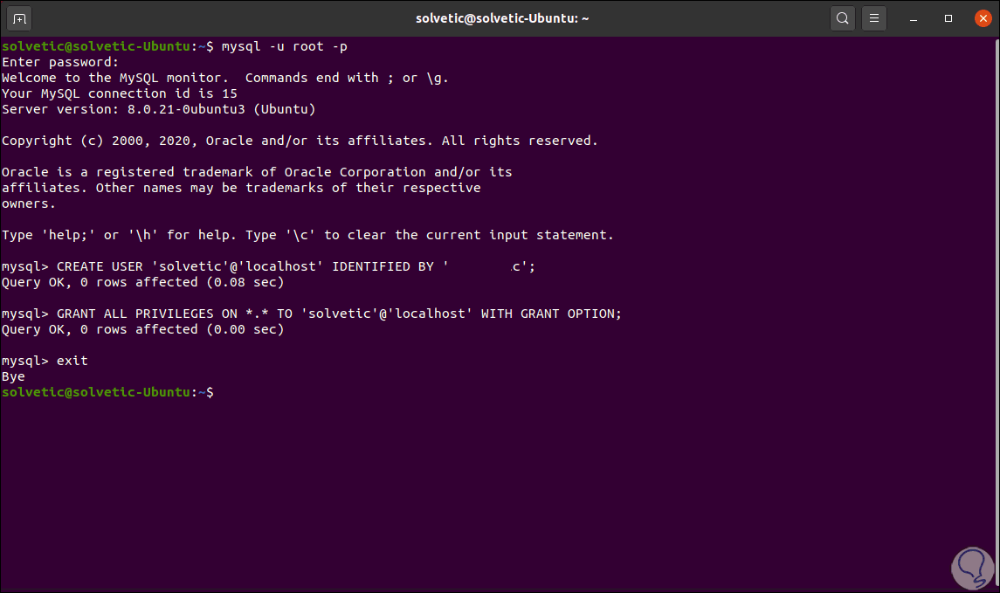 solvetic@solvetic-Ubuntu: ~
solvetic@solvetic-Ubuntu:~$ mysql -u root -p
Enter password:
Welcome to the MySQL monitor.  Commands end with ; or \g.
Your MySQL connection id is 15
Server version: 8.0.21-0ubuntu3 (Ubuntu)
Copyright (c) 2000, 2020, Oracle and/or its affiliates. All rights reserved.
Oracle is a registered trademark of Oracle Corporation and/or its
affiliates. Other names may be trademarks of their respective
owners.
Type 'help;' or '\h' for help. Type '\c' to clear the current input statement.
mysql> CREATE USER 'solvetic'@'localhost' IDENTIFIED BY '        c';
Query OK, 0 rows affected (0.08 sec)
mysql> GRANT ALL PRIVILEGES ON *.* TO 'solvetic'@'localhost' WITH GRANT OPTION;
Query OK, 0 rows affected (0.00 sec)
mysql> exit
Bye
solvetic@solvetic-Ubuntu:~$